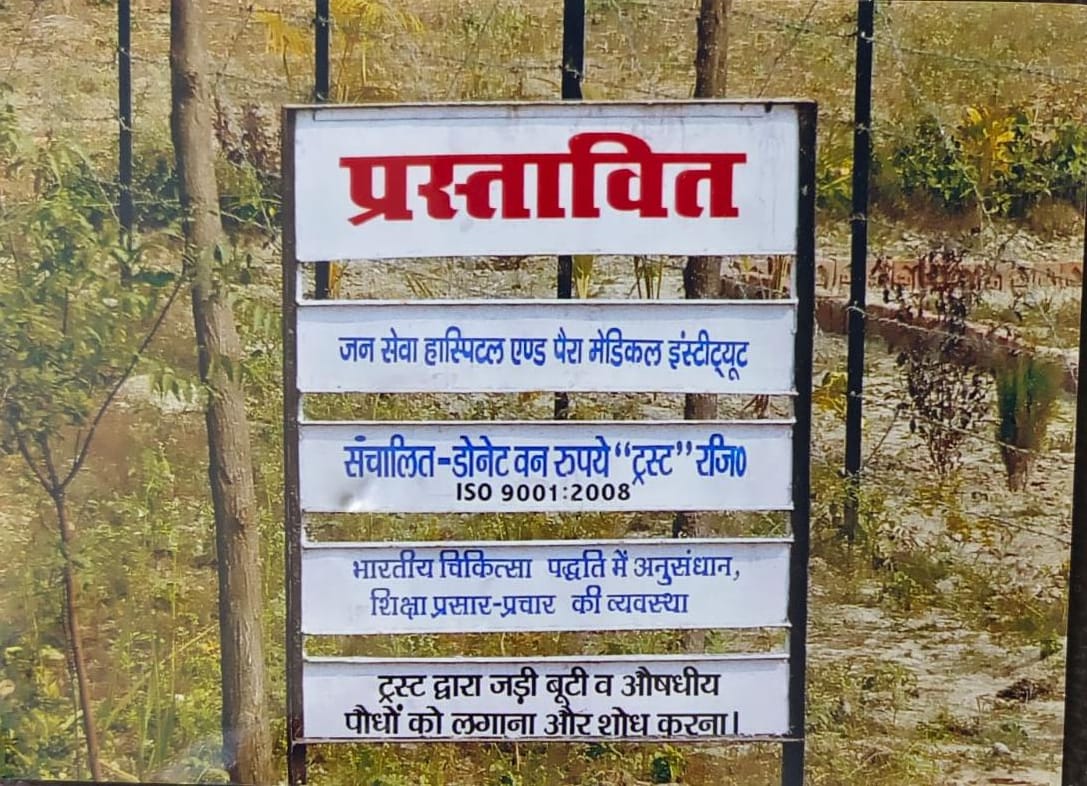 प्रस्तावित
जन सेवा हास्पिटल एण्ड पैरा मेडिकल इंस्टीट्यूट
संचालित-डोनेट वन रुपये “ट्रस्ट” रजि०
ISO 9001:2008
भारतीय चिकित्सा पद्धति में अनुसंधान,
शिक्षा प्रसार-प्रचार की व्यवस्था
ट्रस्ट द्वारा जड़ी बूटी व औषधीय
पौधों को लगाना और शोध करना।